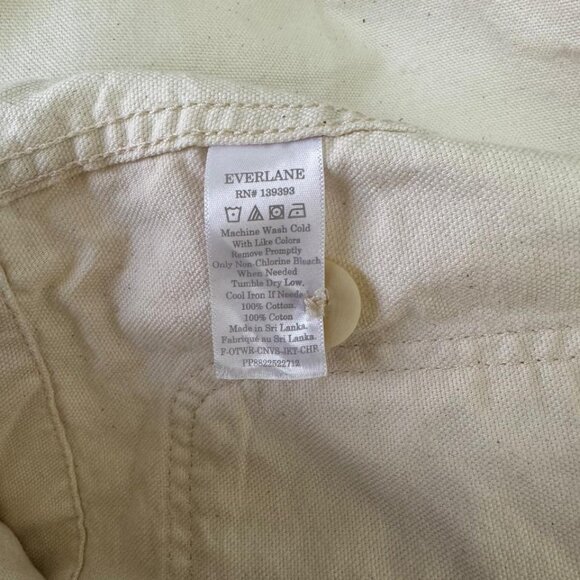 EVERLANE
RN# 139393
Machine Wash Cold
With Like Colors
Remove Promptly
Only Non-Chlorine Bleach
When Needed
Tumble Dry Low.
Cool Iron If Needed
100% Cotton.
100% Coton
Made in Sri Lanka.
Fabriqué au Sri Lanka.
F-OTWR-CNVS-JKT-CHR
PP8822522712